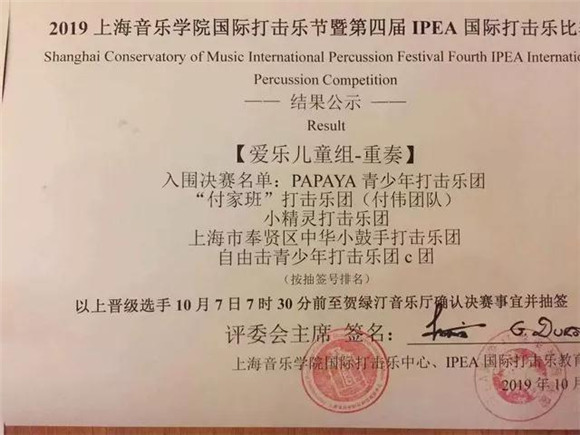 2019 上海音乐学院国际打击乐节暨第四届 IPEA 国际打击乐比
Shanghai Conservatory of Music International Percussion Festival Fourth IPEA Internatio
Percussion Competition
—— 结果公示 ——
Result
【爱乐儿童组-重奏】
入围决赛名单：PAPAYA 青少年打击乐团
“付家班”打击乐团（付伟团队）
小精灵打击乐团
上海市奉贤区中华小鼓手打击乐团
自由击青少年打击乐团 c 团
（按抽签号排名）
以上晋级选手 10 月 7 日 7 时 30 分前至贺绿汀音乐厅确认决赛事宜并抽签
评委会主席 签名：
上海音乐学院国际打击乐中心、IPEA 国际打击乐教育
2019 年 10 月